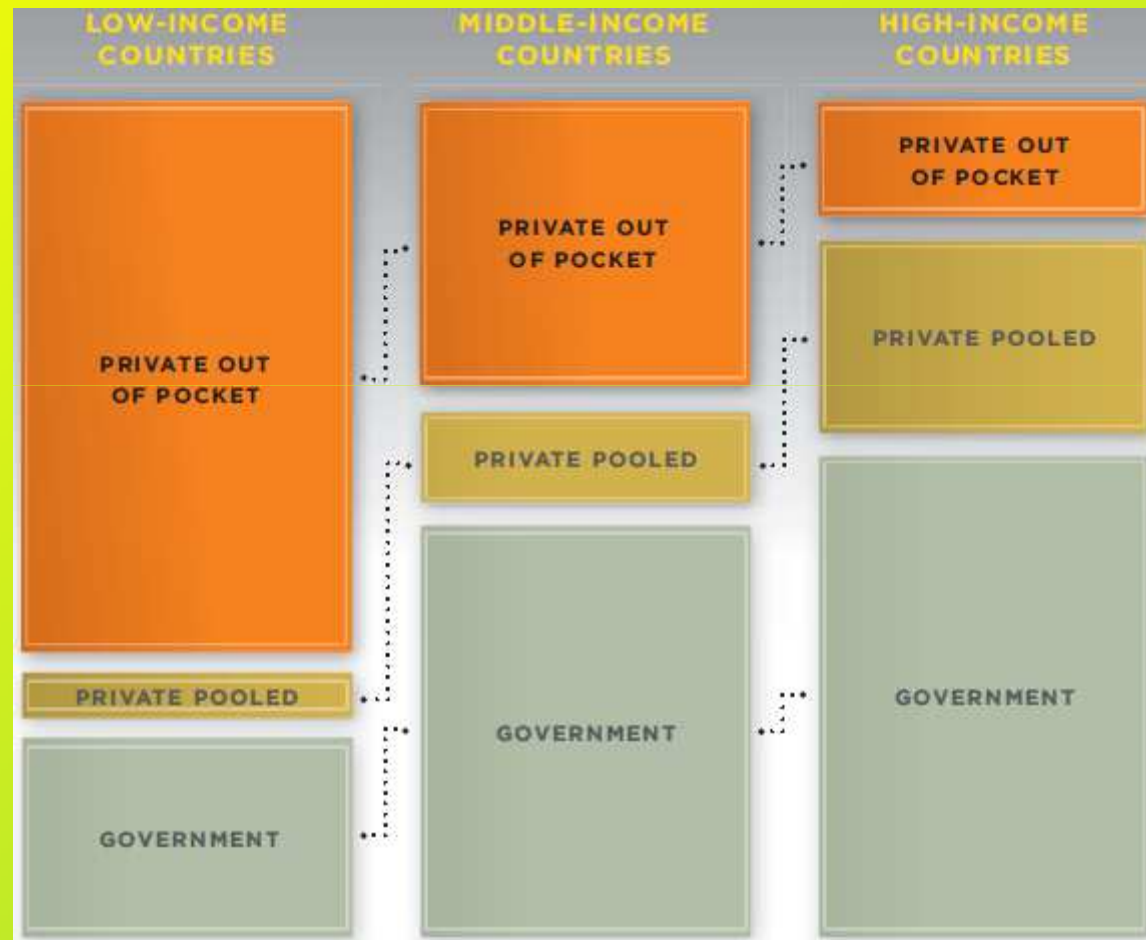 LOW-INCOME
COUNTRIES
PRIVATE OUT
OF POCKET
PRIVATE POOLED
GOVERNMENT
MIDDLE-INCOME
COUNTRIES
PRIVATE OUT
OF POCKET
PRIVATE POOLED
GOVERNMENT
HIGH-INCOME
COUNTRIES
PRIVATE OUT
OF POCKET
PRIVATE POOLED
GOVERNMENT